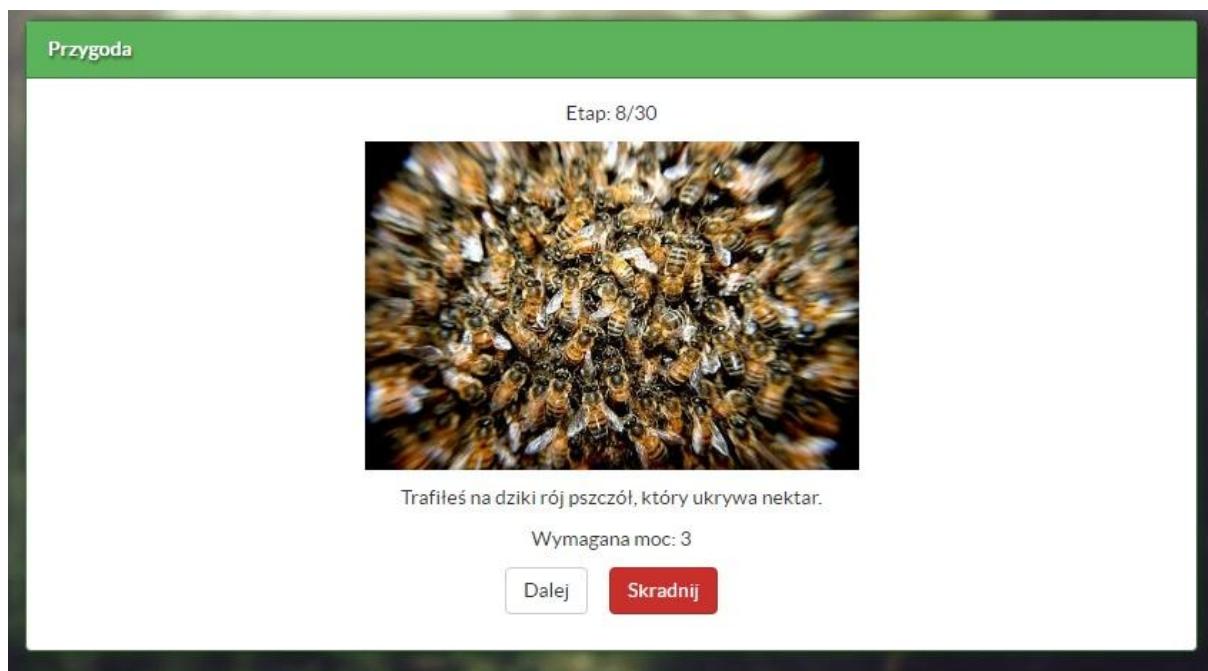 Przygoda
Etap: 8/30
Trafiłeś na dziki rój pszczół, który ukrywa nektar.
Wymagana moc: 3
Dalej
Skradnij